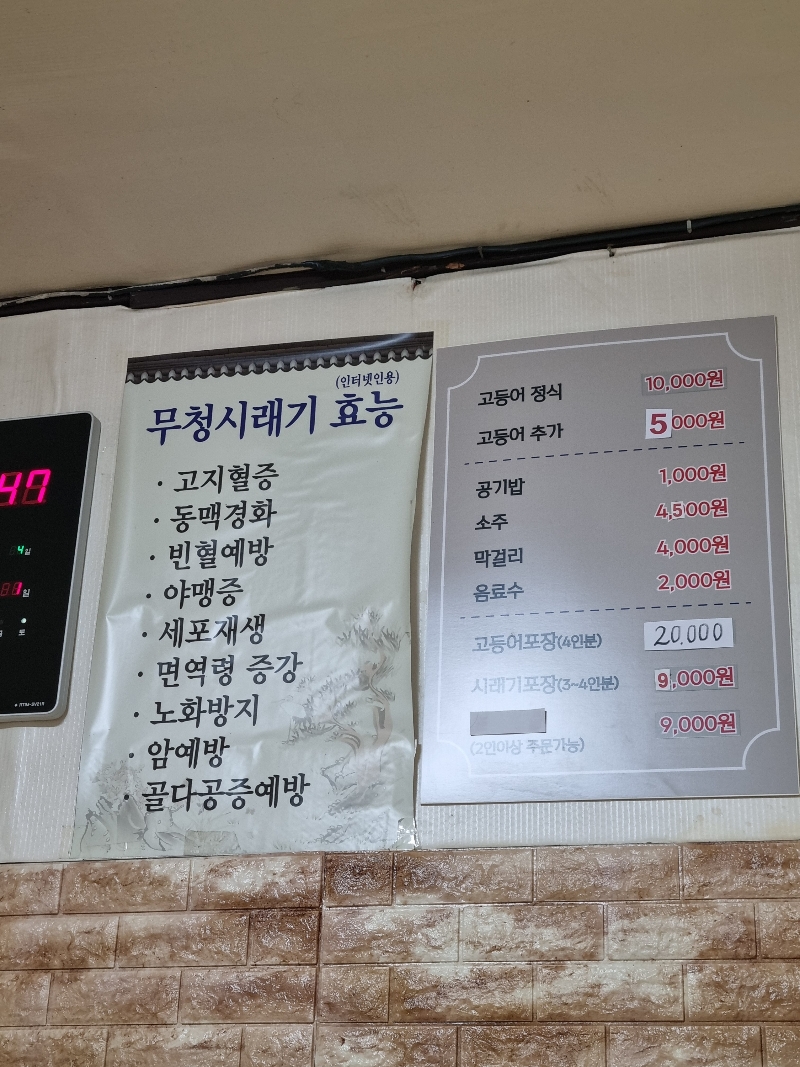 47
(인터넷인용)
무청시래기 효능
· 고지혈증
· 동맥경화
· 빈혈예방
· 야맹증
· 세포재생
· 면역령 증강
· 노화방지
· 암예방
· 골다공증예방
고등어 정식 10,000원
고등어 추가 5000원
공기밥 1,000원
소주 4,500원
막걸리 4,000원
음료수 2,000원
고등어포장(4인분) 20,000
시래기포장(3~4인분) 9,000원
9,000원
(2인이상 주문가능)